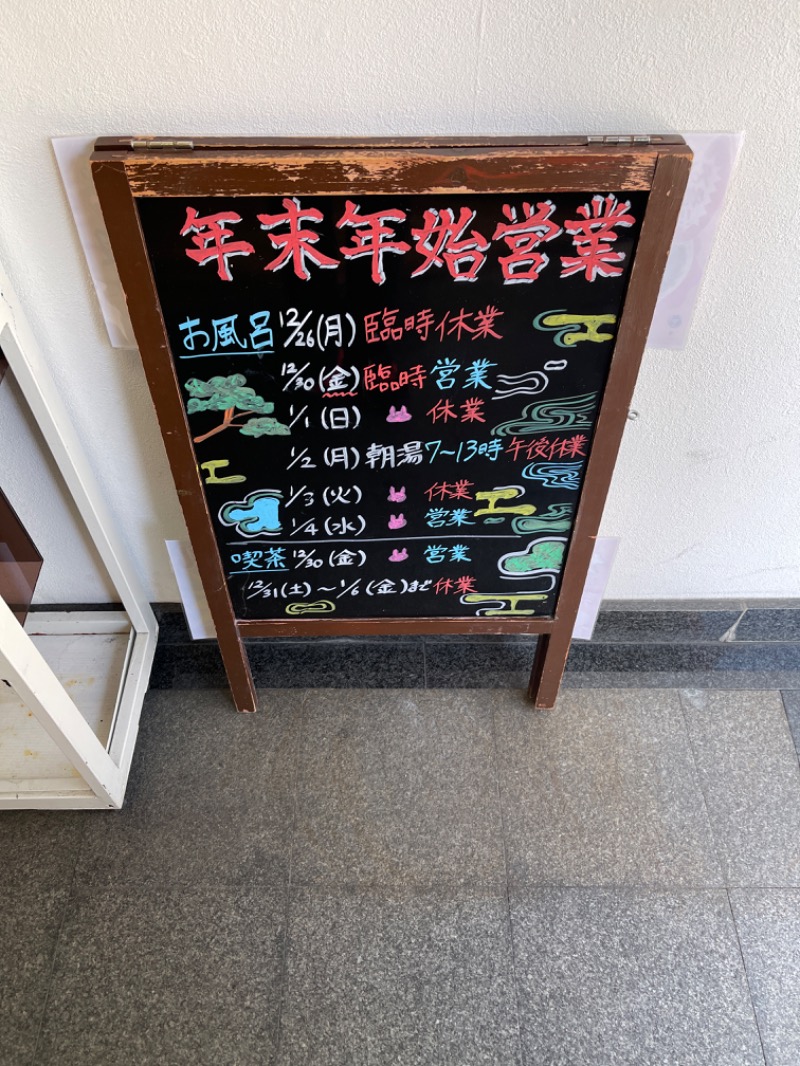 年末年始営業
お風呂 12/26(月) 臨時休業
12/30(金) 臨時営業
1/1(日) 休業
1/2(月) 朝湯7~13時 午後休業
1/3(火) 休業
1/4(水) 営業
喫茶 12/30(金) 営業
12/31(土)~1/6(金)まで休業